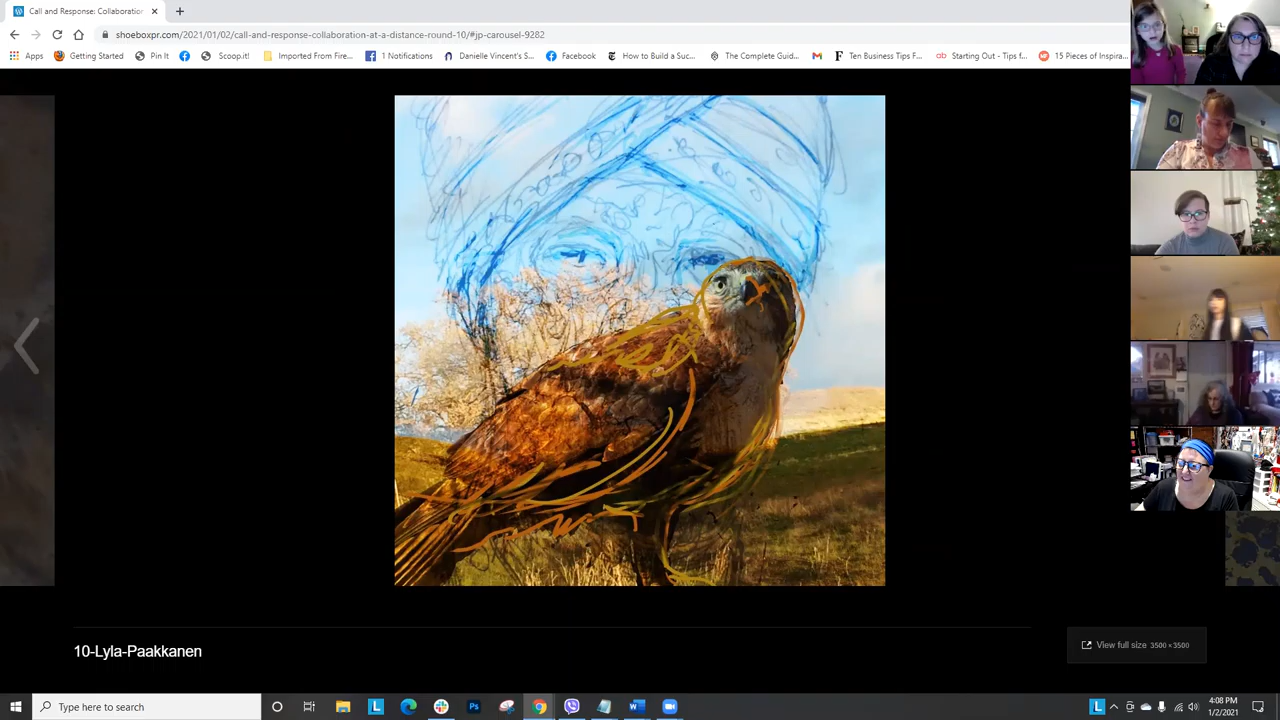 Call and Response: Collaboration
shoeboxpr.com/2021/01/02/call-and-response-collaboration-at-a-distance-round-10/#jp-carousel-9282
Apps Getting Started Pin It Scoop.it! Imported From Fire... 1 Notifications Danielle Vincent's S... Facebook How to Build a Suc... The Complete Guid... Ten Business Tips F... Starting Out - Tips f... 15 Pieces of Inspira...
10-Lyla-Paakkanen
View full size 3500×3500
Type here to search
4:08 PM
1/2/2021